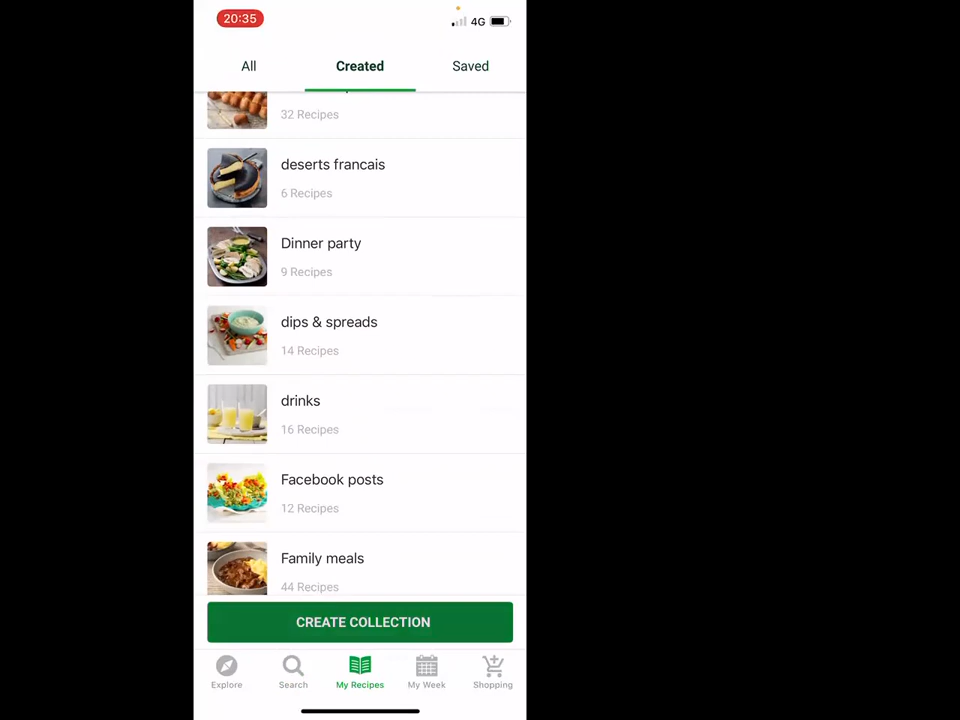 20:35
4G
All
Created
Saved
32 Recipes
deserts francais
6 Recipes
Dinner party
9 Recipes
dips & spreads
14 Recipes
drinks
16 Recipes
Facebook posts
12 Recipes
Family meals
44 Recipes
CREATE COLLECTION
Explore
Search
My Recipes
My Week
Shopping